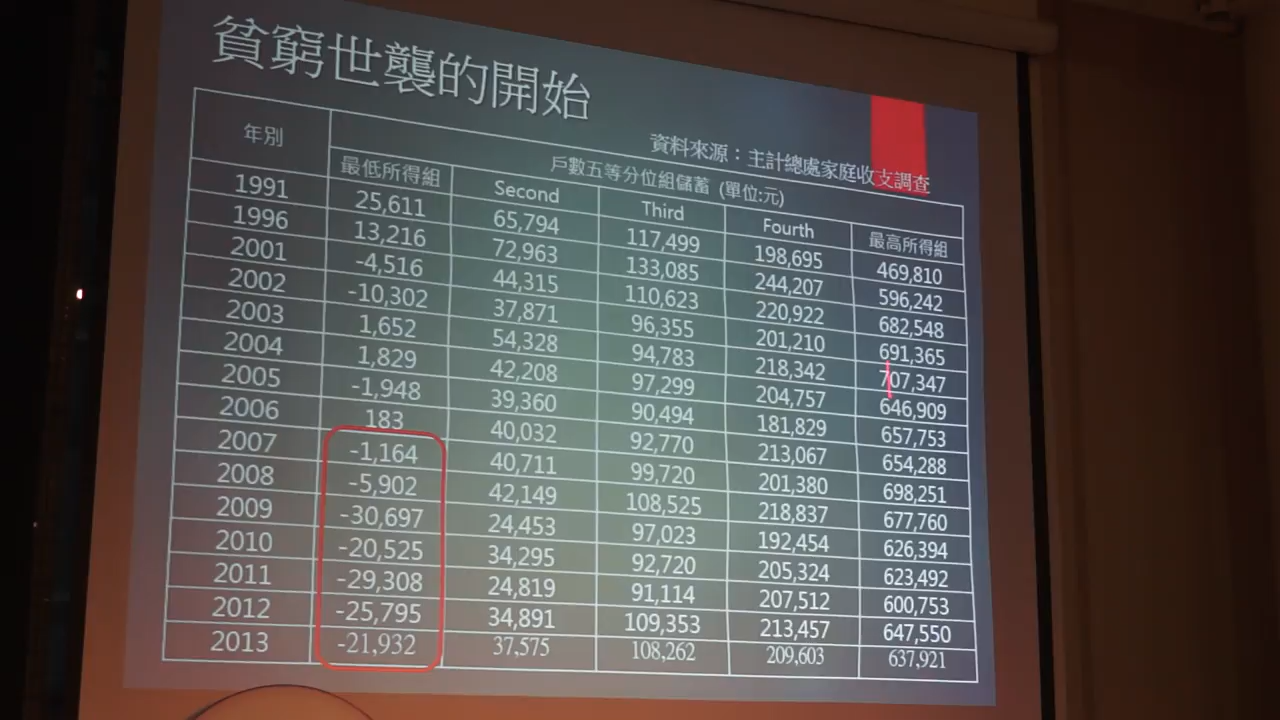 貧窮世襲的開始
資料來源：主計總處家庭收支調查
年別 戶數五等分位組儲蓄 (單位:元)
最低所得組 Second Third Fourth 最高所得組
1991 25,611 65,794 117,499 198,695 469,810
1996 13,216 72,963 133,085 244,207 596,242
2001 -4,516 44,315 110,623 220,922 682,548
2002 -10,302 37,871 96,355 201,210 691,365
2003 1,652 54,328 94,783 218,342 707,347
2004 1,829 42,208 97,299 204,757 646,909
2005 -1,948 39,360 90,494 181,829 657,753
2006 183 40,032 92,770 213,067 654,288
2007 -1,164 40,711 99,720 201,380 698,251
2008 -5,902 42,149 108,525 218,837 677,760
2009 -30,697 24,453 97,023 192,454 626,394
2010 -20,525 34,295 92,720 205,324 623,492
2011 -29,308 24,819 91,114 207,512 600,753
2012 -25,795 34,891 109,353 213,457 647,550
2013 -21,932 37,575 108,262 209,603 637,921